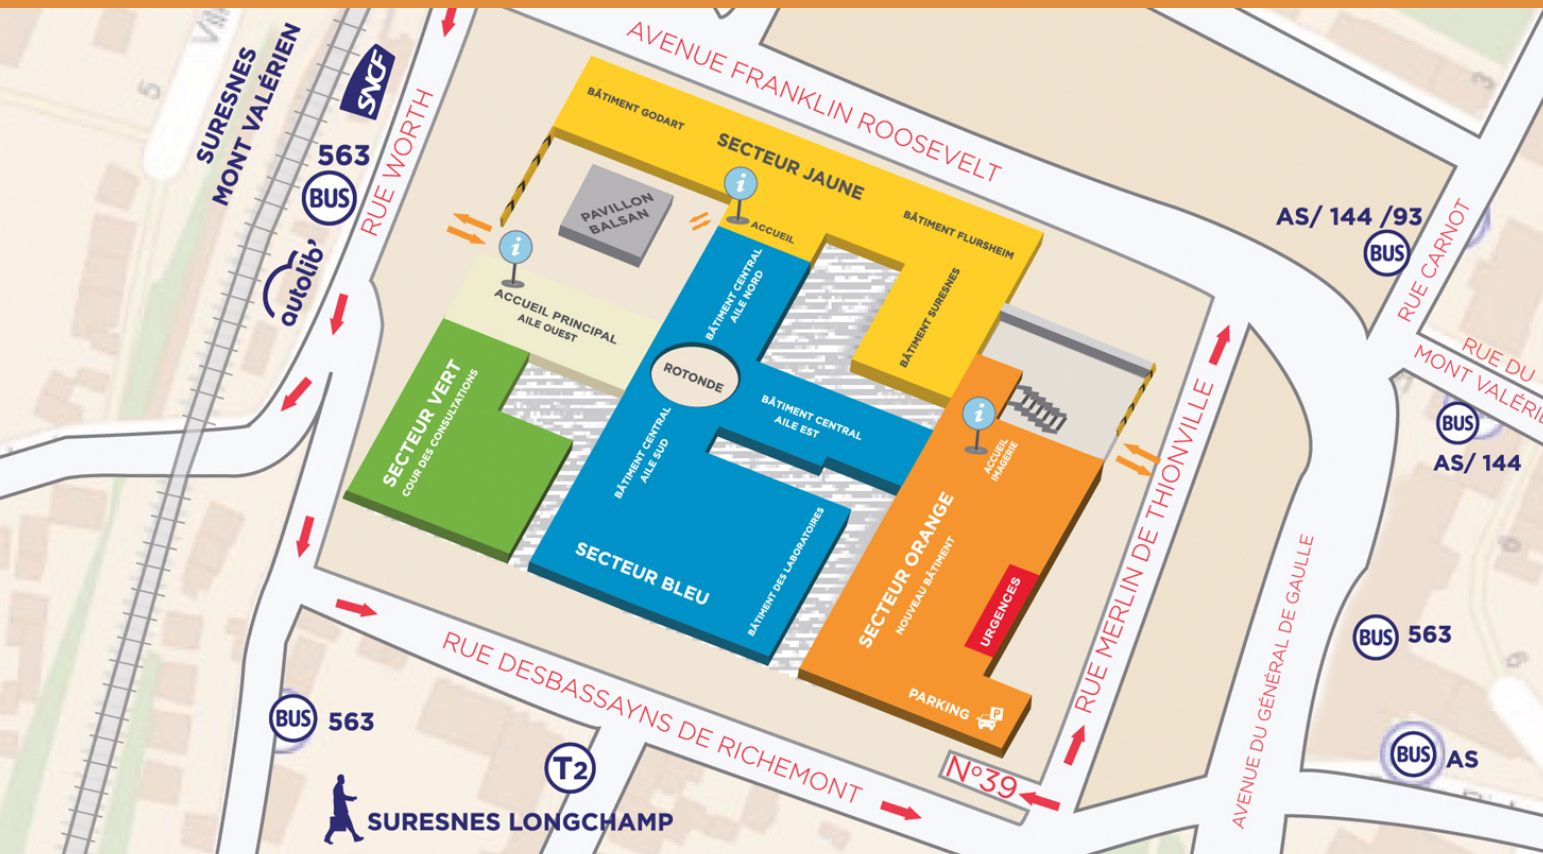 SURESNES
MONT VALÉRIEN
SNCF
563
BUS
RUE WORTH
autolib'
AVENUE FRANKLIN ROOSEVELT
BÂTIMENT GODART
SECTEUR JAUNE
BÂTIMENT FLURSHEIM
BÂTIMENT SURESNES
i
ACCUEIL
PAVILLON
BALSAN
i
ACCUEIL PRINCIPAL
AILE OUEST
BÂTIMENT CENTRAL
AILE NORD
ROTONDE
BÂTIMENT CENTRAL
AILE EST
BÂTIMENT CENTRAL
AILE SUD
SECTEUR BLEU
BÂTIMENT DES LABORATOIRES
SECTEUR VERT
COUR DES CONSULTATIONS
i
ACCUEIL
IMAGERIE
SECTEUR ORANGE
NOUVEAU BÂTIMENT
URGENCES
PARKING
P
N°39
RUE MERLIN DE THIONVILLE
AVENUE DU GÉNÉRAL DE GAULLE
AS/ 144 /93
BUS
RUE CARNOT
RUE DU
MONT VALÉRIE
BUS
AS/ 144
BUS 563
BUS AS
RUE DESBASSAYNS DE RICHEMONT
BUS 563
T2
SURESNES LONGCHAMP